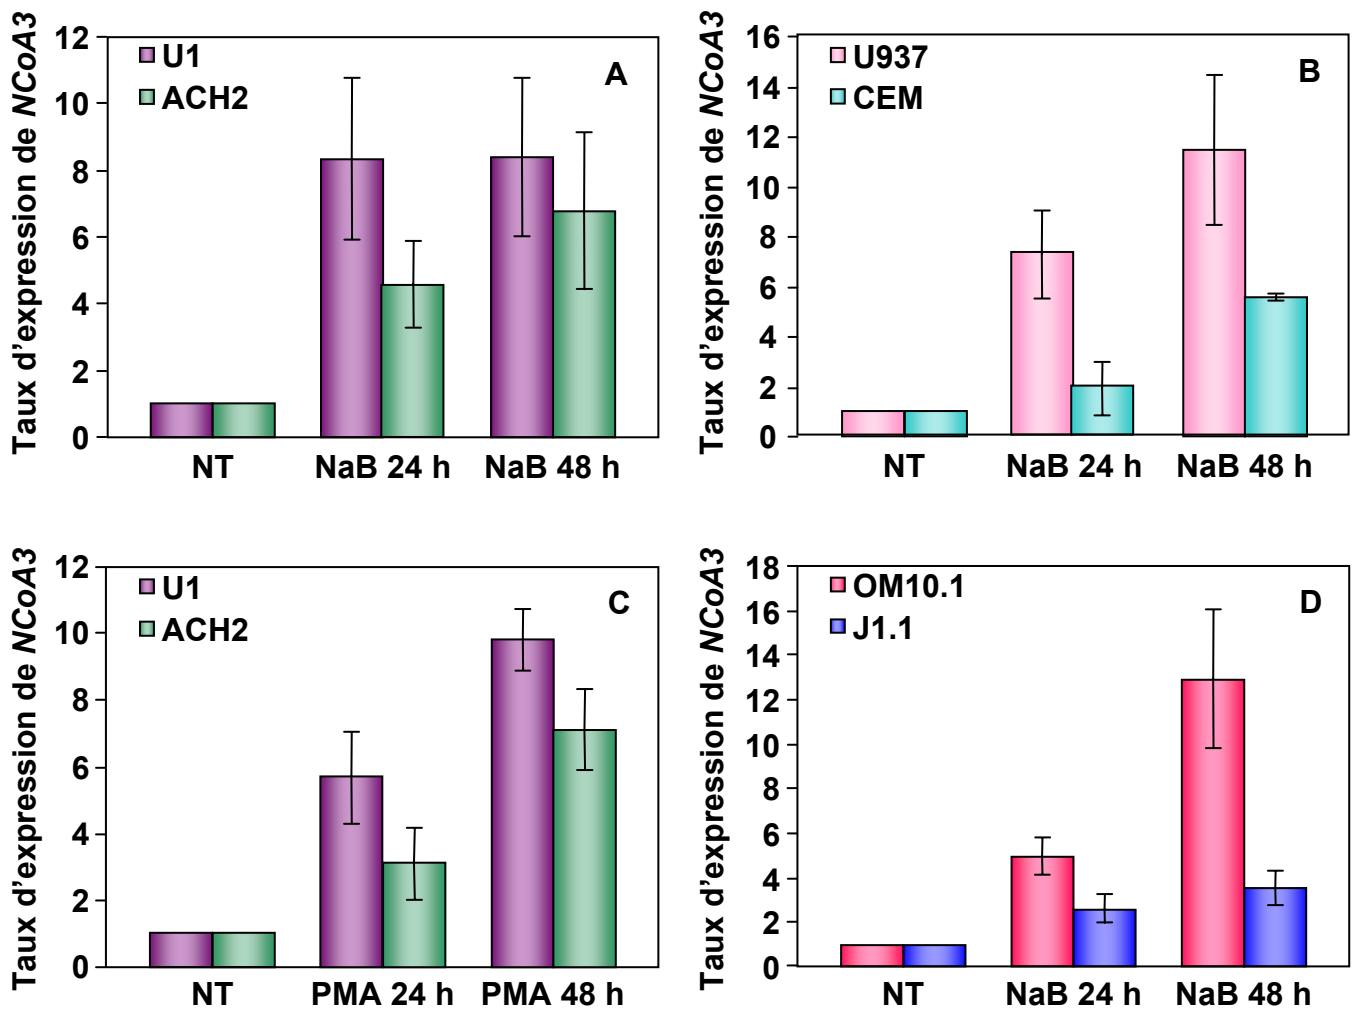 Taux d’expression de NCoA3
12
10
8
6
4
2
0
U1
ACH2
A
NT
NaB 24 h
NaB 48 h
Taux d’expression de NCoA3
16
14
12
10
8
6
4
2
0
U937
CEM
B
NT
NaB 24 h
NaB 48 h
Taux d’expression de NCoA3
12
10
8
6
4
2
0
U1
ACH2
C
NT
PMA 24 h
PMA 48 h
Taux d’expression de NCoA3
18
16
14
12
10
8
6
4
2
0
OM10.1
J1.1
D
NT
NaB 24 h
NaB 48 h